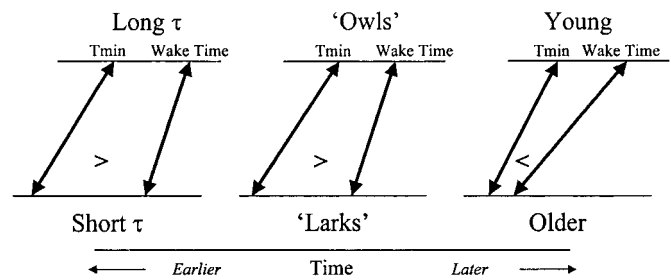 Long τ ‘Owls’ Young
Tmin Wake Time Tmin Wake Time Tmin Wake Time
> > <
Short τ ‘Larks’ Older
Earlier Time Later